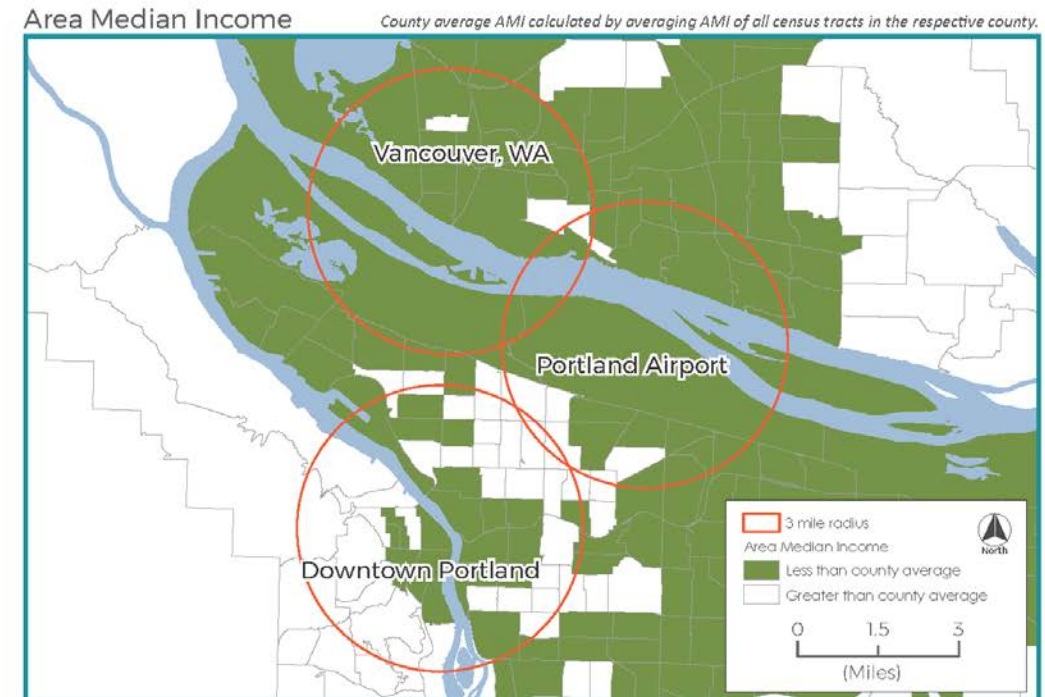 Area Median Income
County average AMI calculated by averaging AMI of all census tracts in the respective county.
Vancouver, WA
Portland Airport
Downtown Portland
3 mile radius
North
Area Median Income
Less than county average
Greater than county average
0 1.5 3
(Miles)